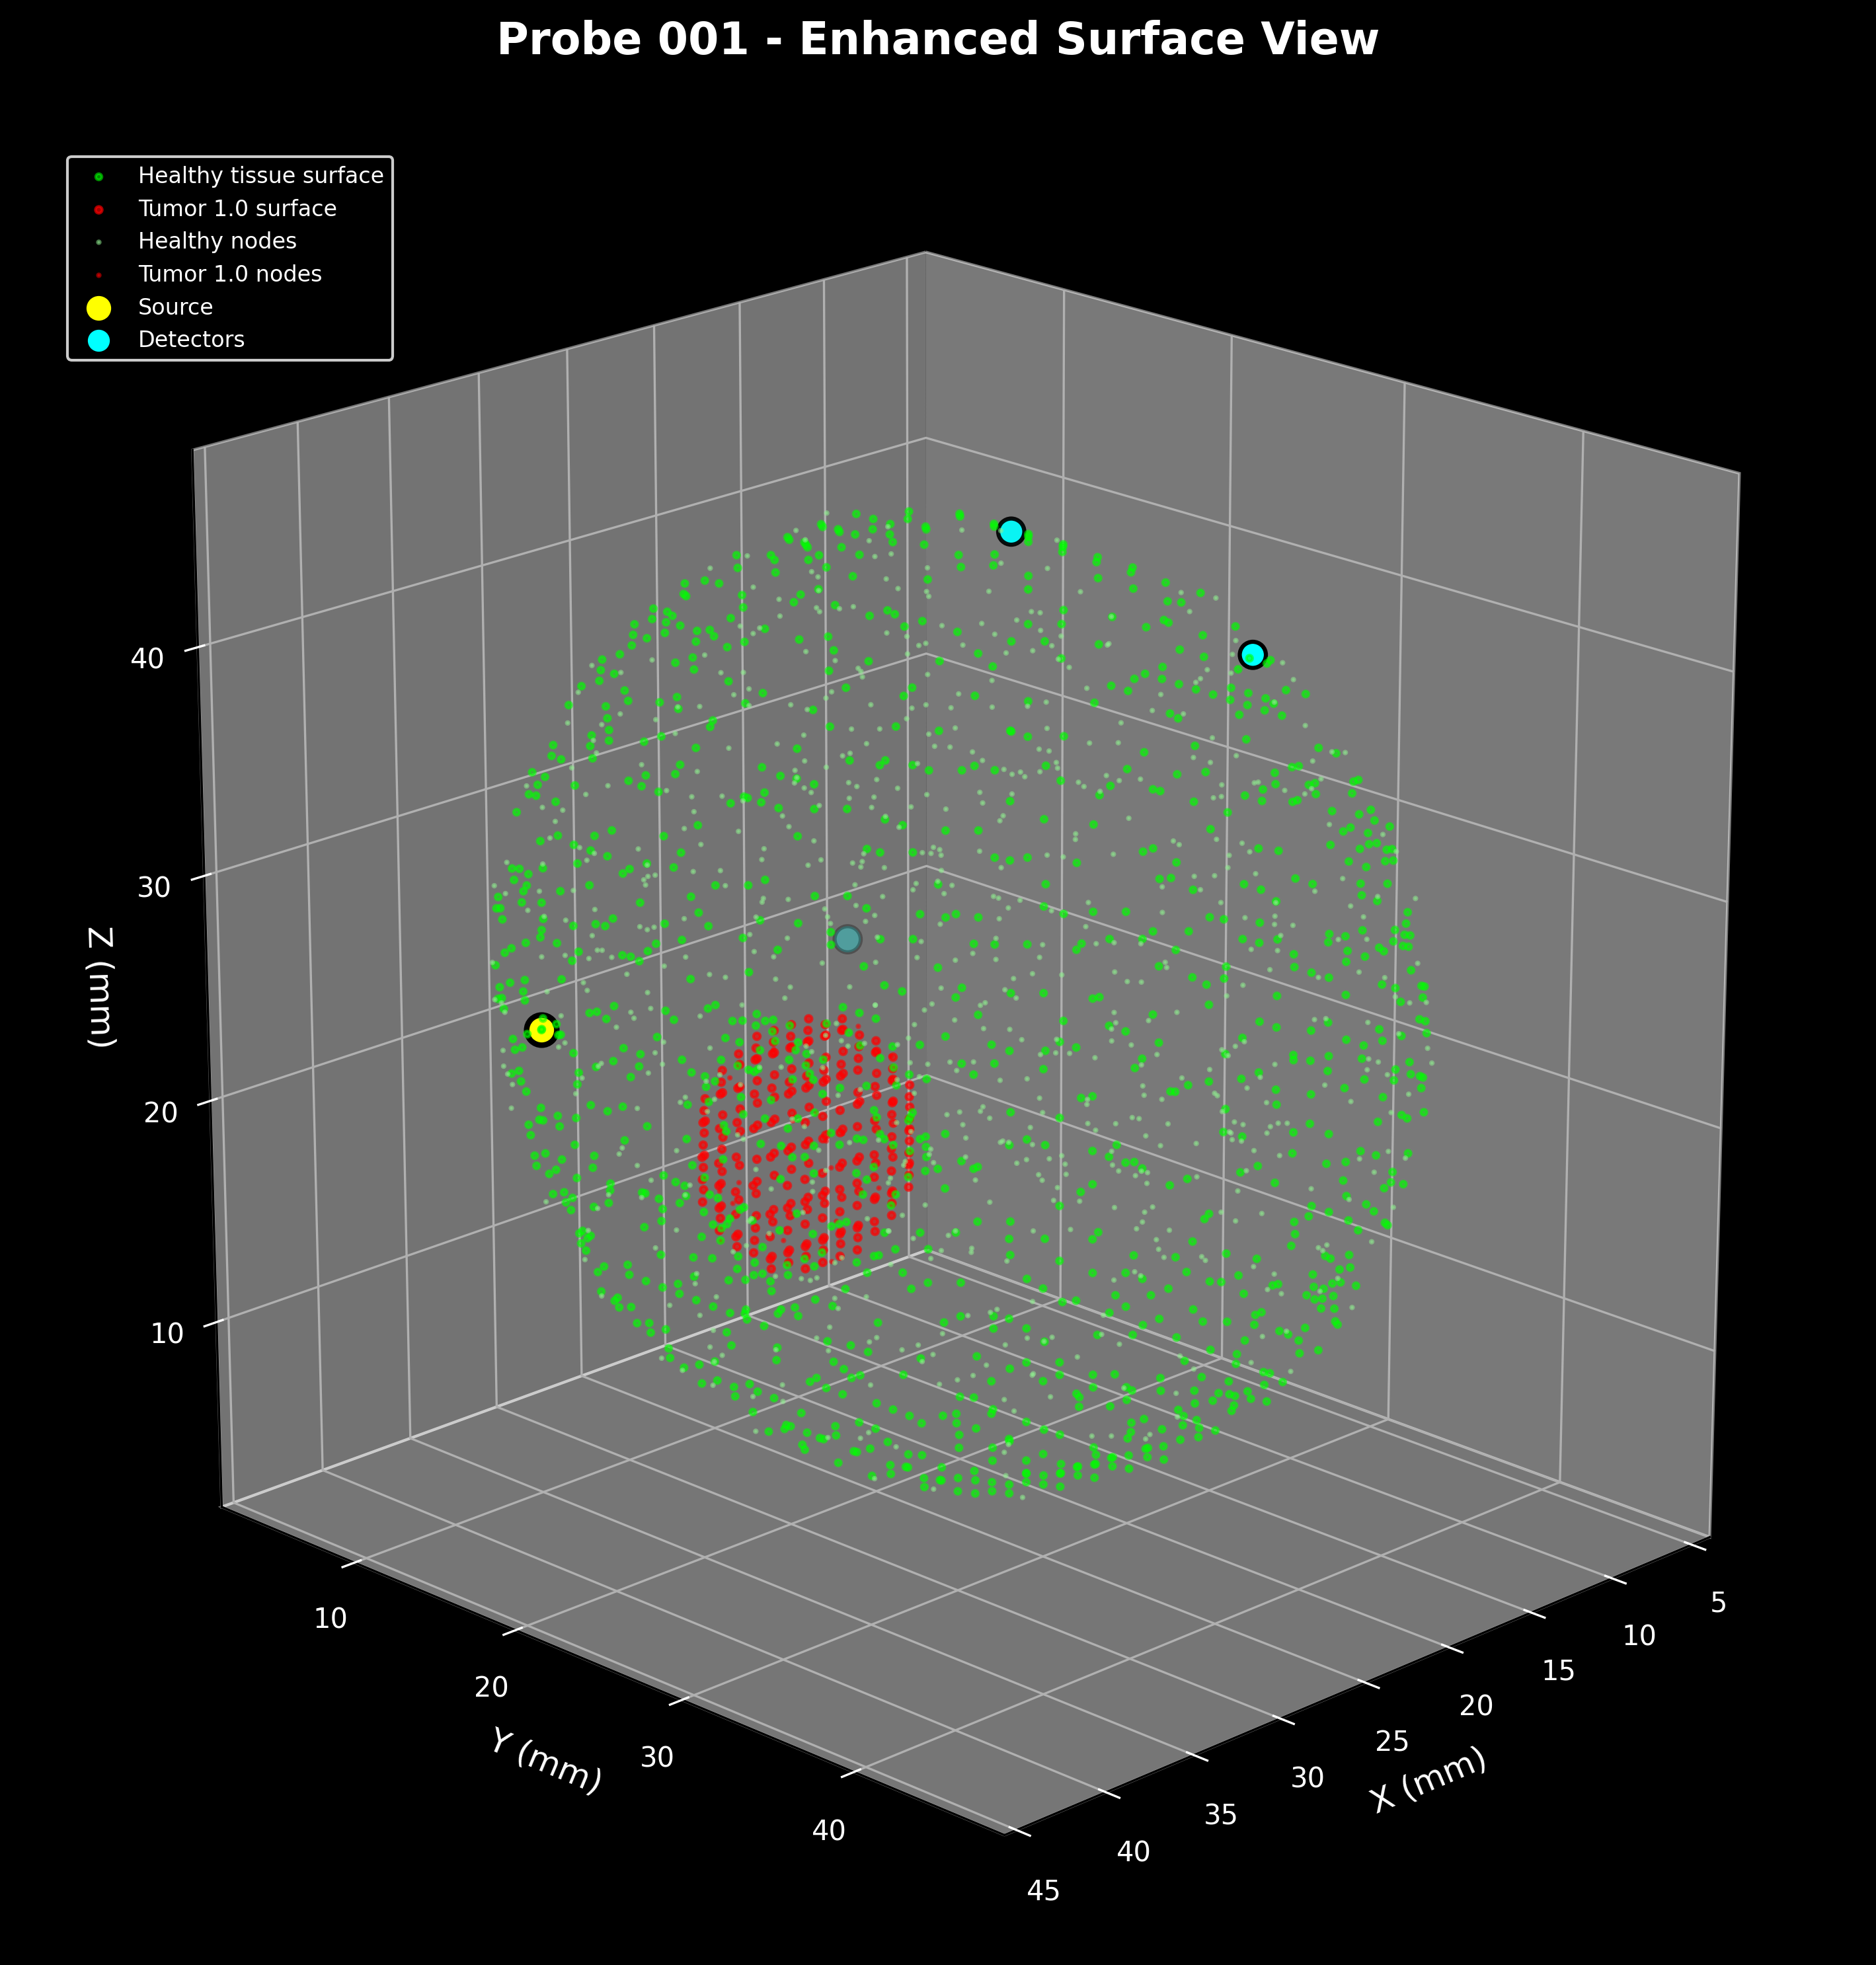 Probe 001 - Enhanced Surface View
Healthy tissue surface
Tumor 1.0 surface
Healthy nodes
Tumor 1.0 nodes
Source
Detectors
40
30
20
10
Z (mm)
10
20
30
40
Y (mm)
5
10
15
20
25
30
35
40
45
X (mm)